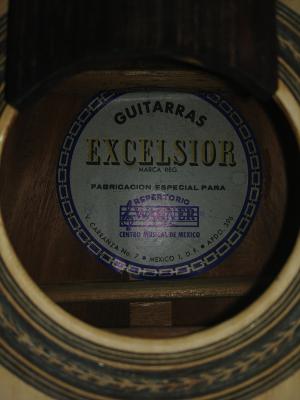 GUITARRAS
EXCELSIOR
MARCA REG.
FABRICACION ESPECIAL PARA
REPERTORIO
WAGNER
CENTRO MUSICAL DE MEXICO
V. CARRANZA No. 7 • MEXICO 1, D. F. • APDO. 396